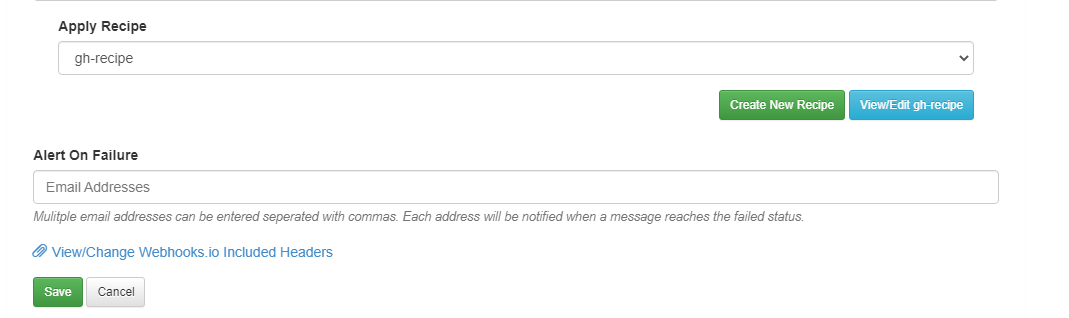 Apply Recipe
gh-recipe
Create New Recipe View/Edit gh-recipe
Alert On Failure
Email Addresses
Mulitple email addresses can be entered seperated with commas. Each address will be notified when a message reaches the failed status.
View/Change Webhooks.io Included Headers
Save Cancel